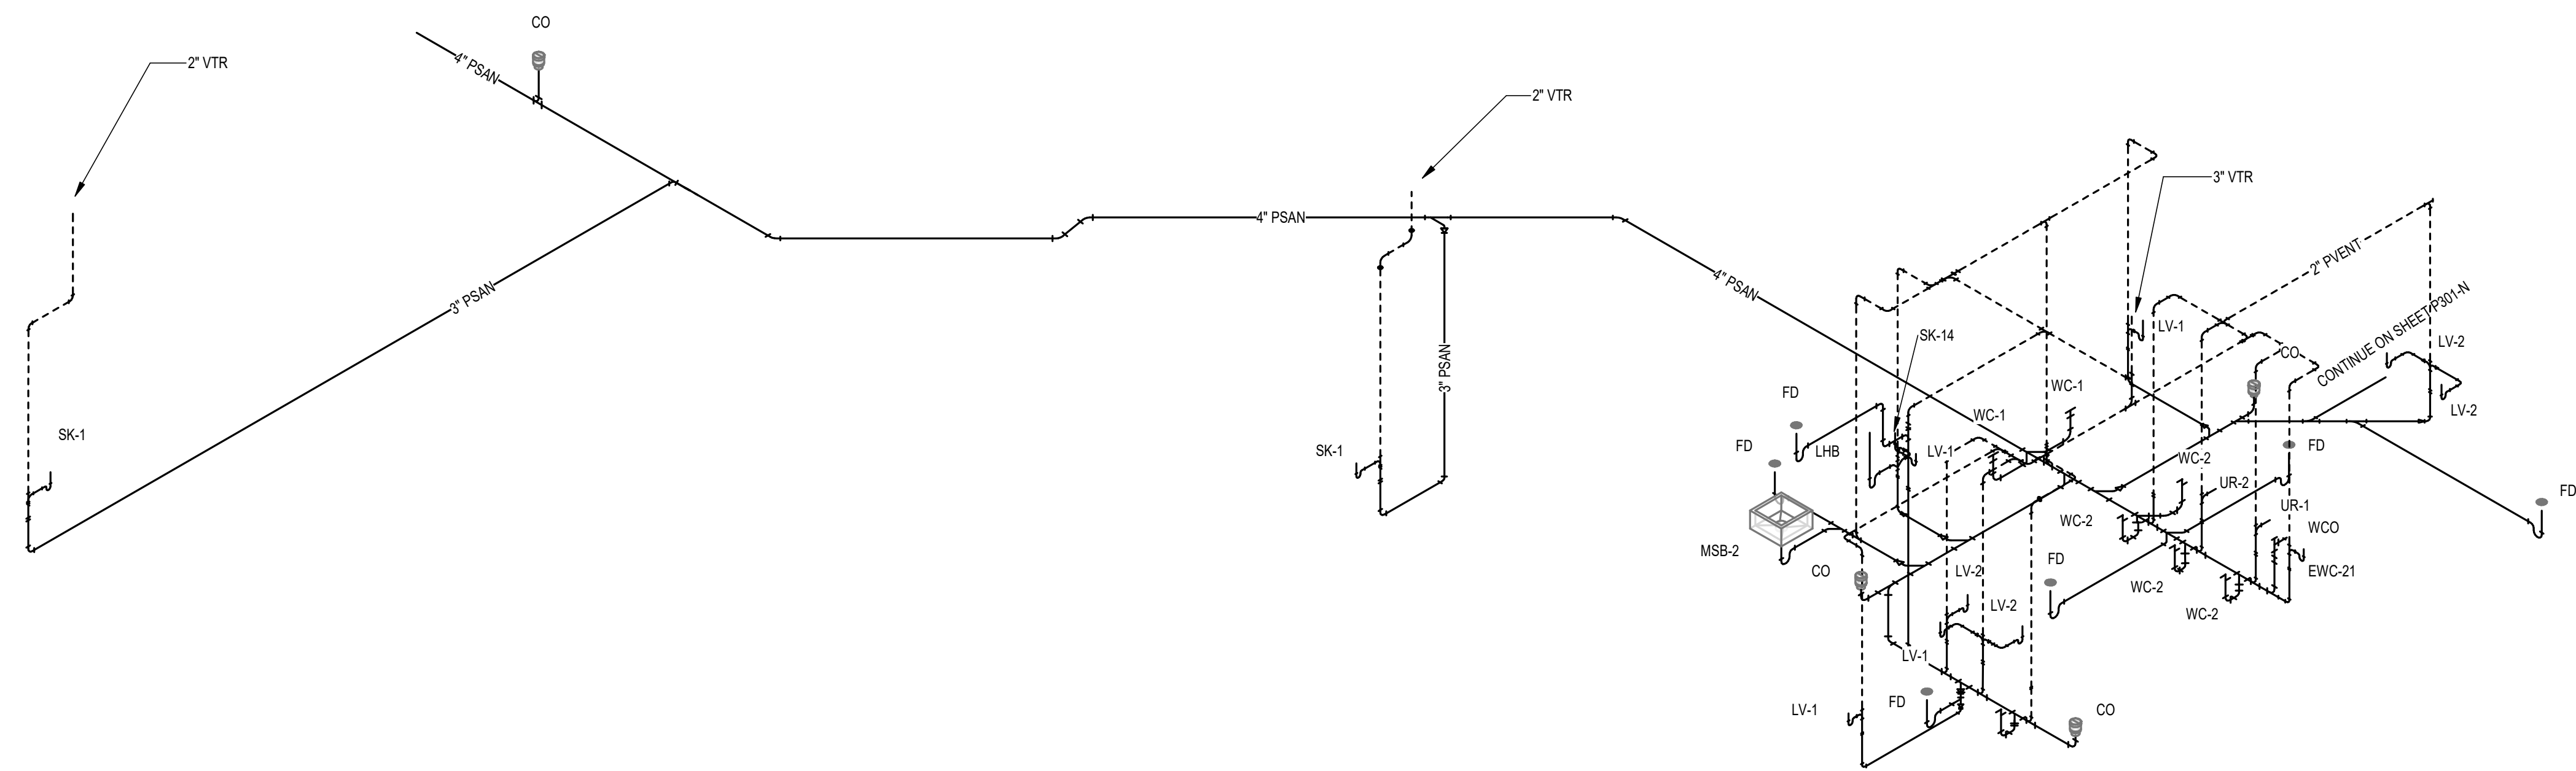 CO
2" VTR
4" PSAN
2" VTR
3" VTR
4" PSAN
2" PVENT
4" PSAN
3" PSAN
CONTINUE ON SHEET P301-N
LV-1
SK-14
CO
LV-2
3" PSAN
WC-1
FD
LV-2
WC-1
SK-1
FD
SK-1
LHB
LV-1
FD
WC-2
UR-2
FD
UR-1
WC-2
WCO
MSB-2
CO
FD
LV-2
EWC-21
WC-2
LV-2
WC-2
LV-1
FD
LV-1
CO